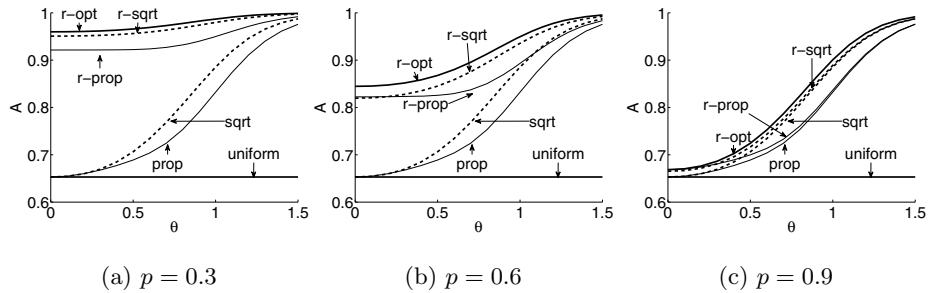 1
r−opt
r−sqrt
0.9
r−prop
A
0.8
sqrt
0.7
prop
uniform
0.6
0
0.5
1
1.5
θ
(a) p = 0.3
1
r−sqrt
0.9
r−opt
A
r−prop
0.8
sqrt
0.7
prop
uniform
0.6
0
0.5
1
1.5
θ
(b) p = 0.6
1
r−sqrt
0.9
A
r−prop
0.8
sqrt
r−opt
0.7
prop
uniform
0.6
0
0.5
1
1.5
θ
(c) p = 0.9